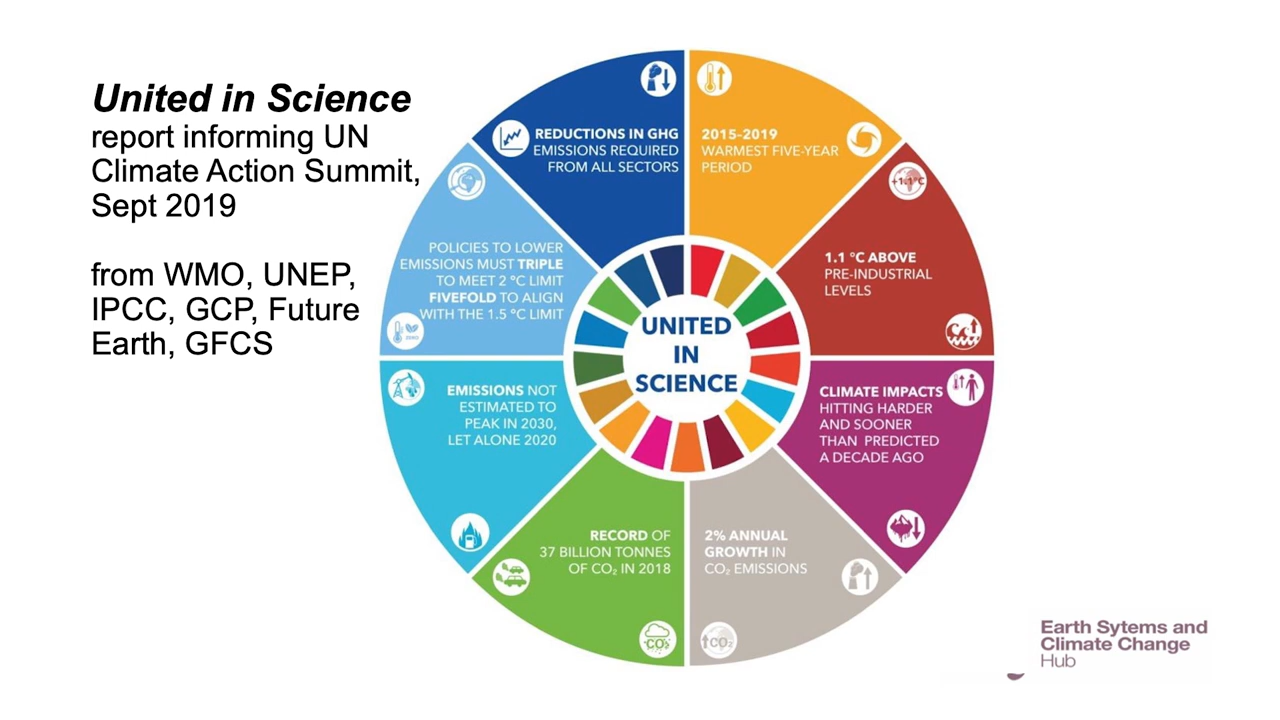 United in Science
report informing UN
Climate Action Summit,
Sept 2019
from WMO, UNEP,
IPCC, GCP, Future
Earth, GFCS
REDUCTIONS IN GHG
EMISSIONS REQUIRED
FROM ALL SECTORS
2015-2019
WARMEST FIVE-YEAR
PERIOD
+1.1°C
1.1 °C ABOVE
PRE-INDUSTRIAL
LEVELS
CLIMATE IMPACTS
HITTING HARDER
AND SOONER
THAN PREDICTED
A DECADE AGO
2% ANNUAL
GROWTH IN
CO₂ EMISSIONS
CO₂
RECORD OF
37 BILLION TONNES
OF CO₂ IN 2018
CO₂
EMISSIONS NOT
ESTIMATED TO
PEAK IN 2030,
LET ALONE 2020
POLICIES TO LOWER
EMISSIONS MUST TRIPLE
TO MEET 2 °C LIMIT
FIVEFOLD TO ALIGN
WITH THE 1.5 °C LIMIT
ZERO
UNITED
IN
SCIENCE
Earth Sytems and
Climate Change
Hub